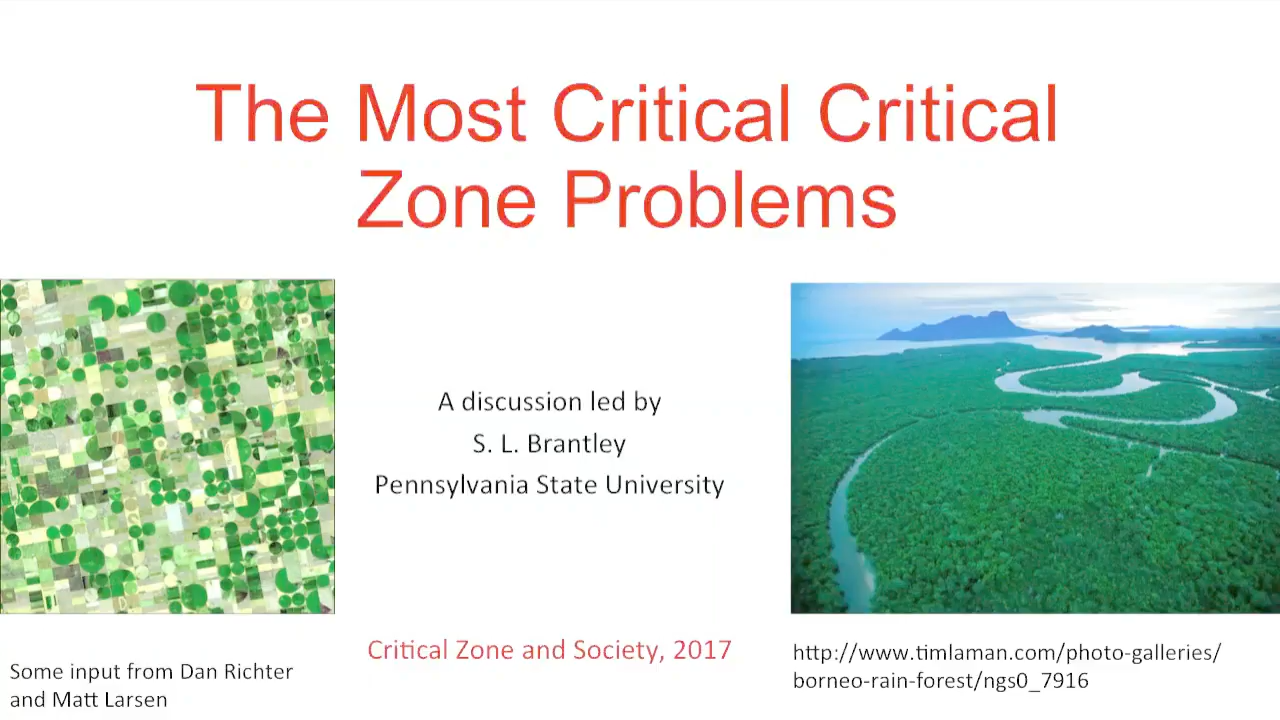 The Most Critical Critical
Zone Problems
A discussion led by
S. L. Brantley
Pennsylvania State University
Critical Zone and Society, 2017
Some input from Dan Richter
and Matt Larsen
http://www.timlaman.com/photo-galleries/
borneo-rain-forest/ngs0_7916